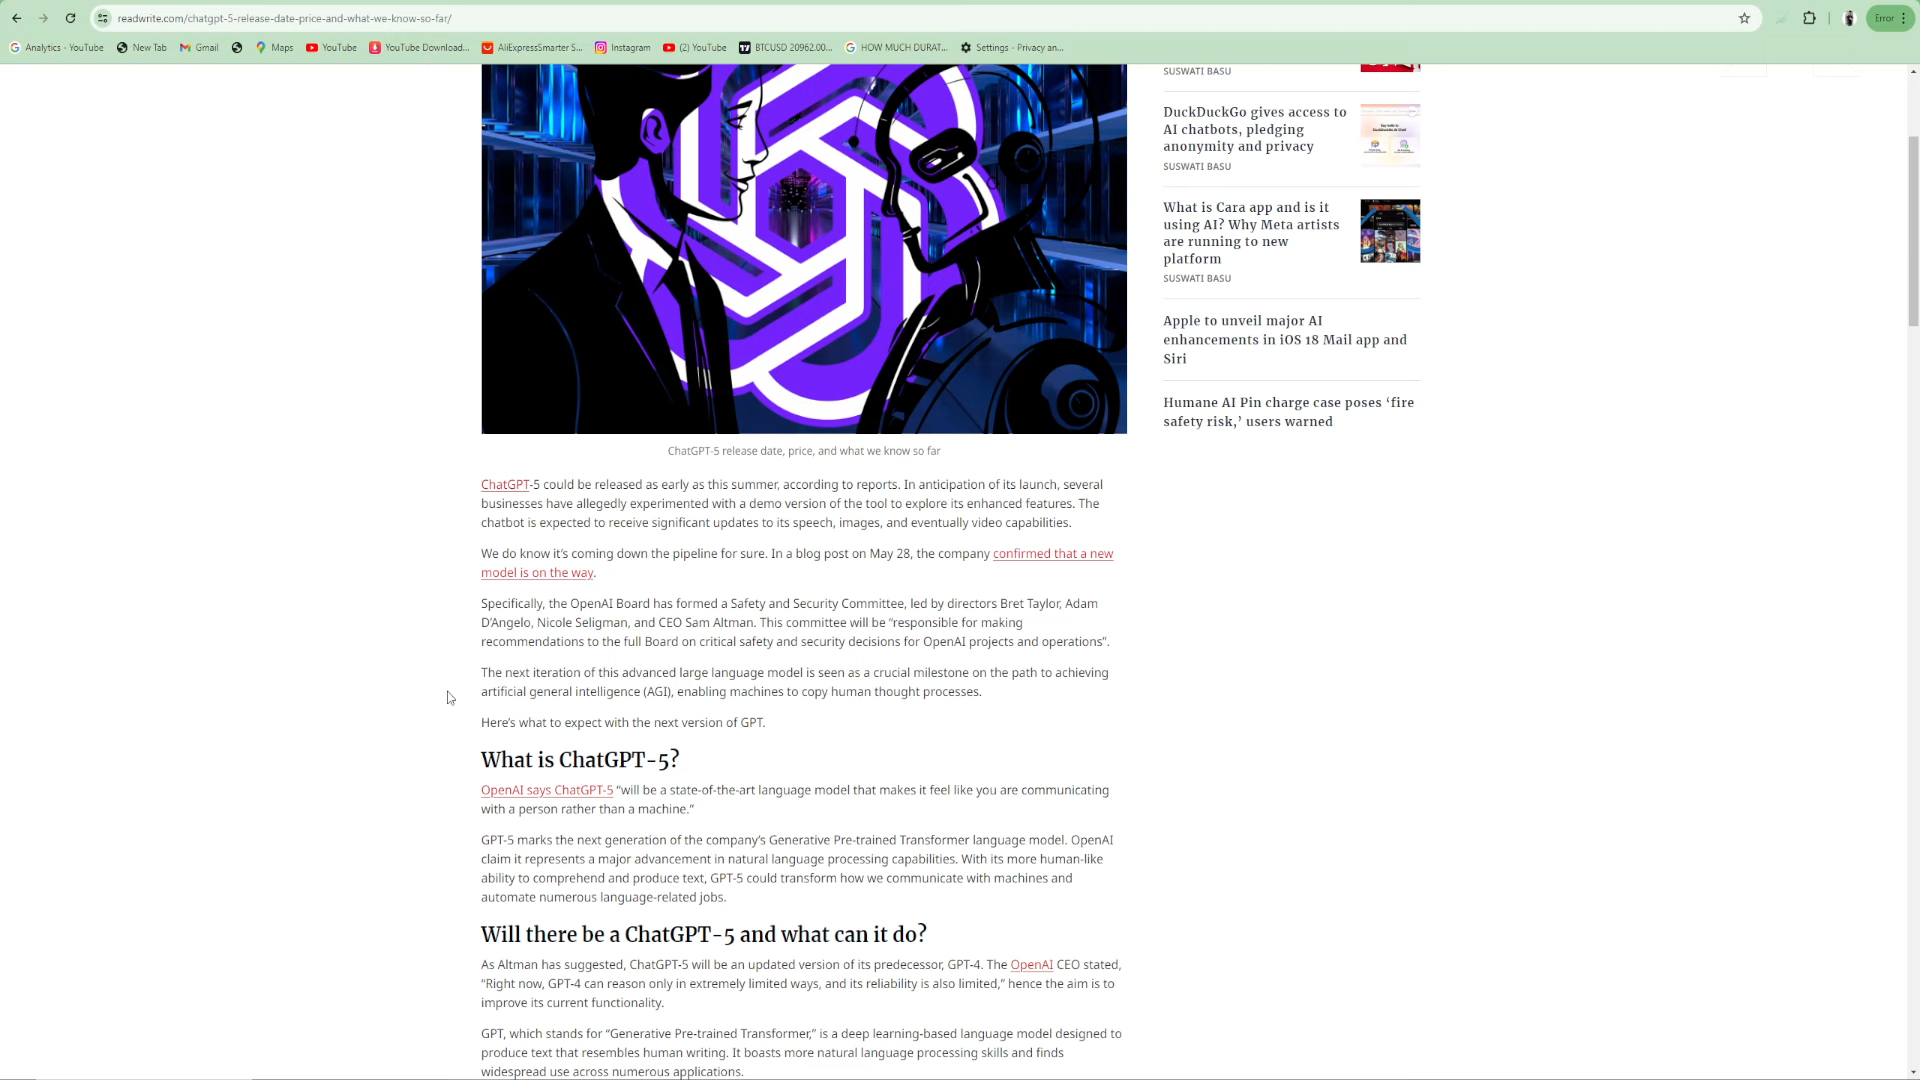 readwrite.com/chatgpt-5-release-date-price-and-what-we-know-so-far/
Error
Analytics - YouTube
New Tab
Gmail
Maps
YouTube
YouTube Download...
AliExpressSmarter S...
Instagram
(2) YouTube
BTCUSD 20962.00...
HOW MUCH DURAT...
Settings - Privacy an...
ChatGPT-5 release date, price, and what we know so far
ChatGPT-5 could be released as early as this summer, according to reports. In anticipation of its launch, several
businesses have allegedly experimented with a demo version of the tool to explore its enhanced features. The
chatbot is expected to receive significant updates to its speech, images, and eventually video capabilities.
We do know it’s coming down the pipeline for sure. In a blog post on May 28, the company confirmed that a new
model is on the way.
Specifically, the OpenAI Board has formed a Safety and Security Committee, led by directors Bret Taylor, Adam
D’Angelo, Nicole Seligman, and CEO Sam Altman. This committee will be “responsible for making
recommendations to the full Board on critical safety and security decisions for OpenAI projects and operations”.
The next iteration of this advanced large language model is seen as a crucial milestone on the path to achieving
artificial general intelligence (AGI), enabling machines to copy human thought processes.
Here’s what to expect with the next version of GPT.
What is ChatGPT-5?
OpenAI says ChatGPT-5 “will be a state-of-the-art language model that makes it feel like you are communicating
with a person rather than a machine.”
GPT-5 marks the next generation of the company’s Generative Pre-trained Transformer language model. OpenAI
claim it represents a major advancement in natural language processing capabilities. With its more human-like
ability to comprehend and produce text, GPT-5 could transform how we communicate with machines and
automate numerous language-related jobs.
Will there be a ChatGPT-5 and what can it do?
As Altman has suggested, ChatGPT-5 will be an updated version of its predecessor, GPT-4. The OpenAI CEO stated,
“Right now, GPT-4 can reason only in extremely limited ways, and its reliability is also limited,” hence the aim is to
improve its current functionality.
GPT, which stands for “Generative Pre-trained Transformer,” is a deep learning-based language model designed to
produce text that resembles human writing. It boasts more natural language processing skills and finds
widespread use across numerous applications.
SUSWATI BASU
DuckDuckGo gives access to
AI chatbots, pledging
anonymity and privacy
SUSWATI BASU
What is Cara app and is it
using AI? Why Meta artists
are running to new
platform
SUSWATI BASU
Apple to unveil major AI
enhancements in iOS 18 Mail app and
Siri
Humane AI Pin charge case poses ‘fire
safety risk,’ users warned